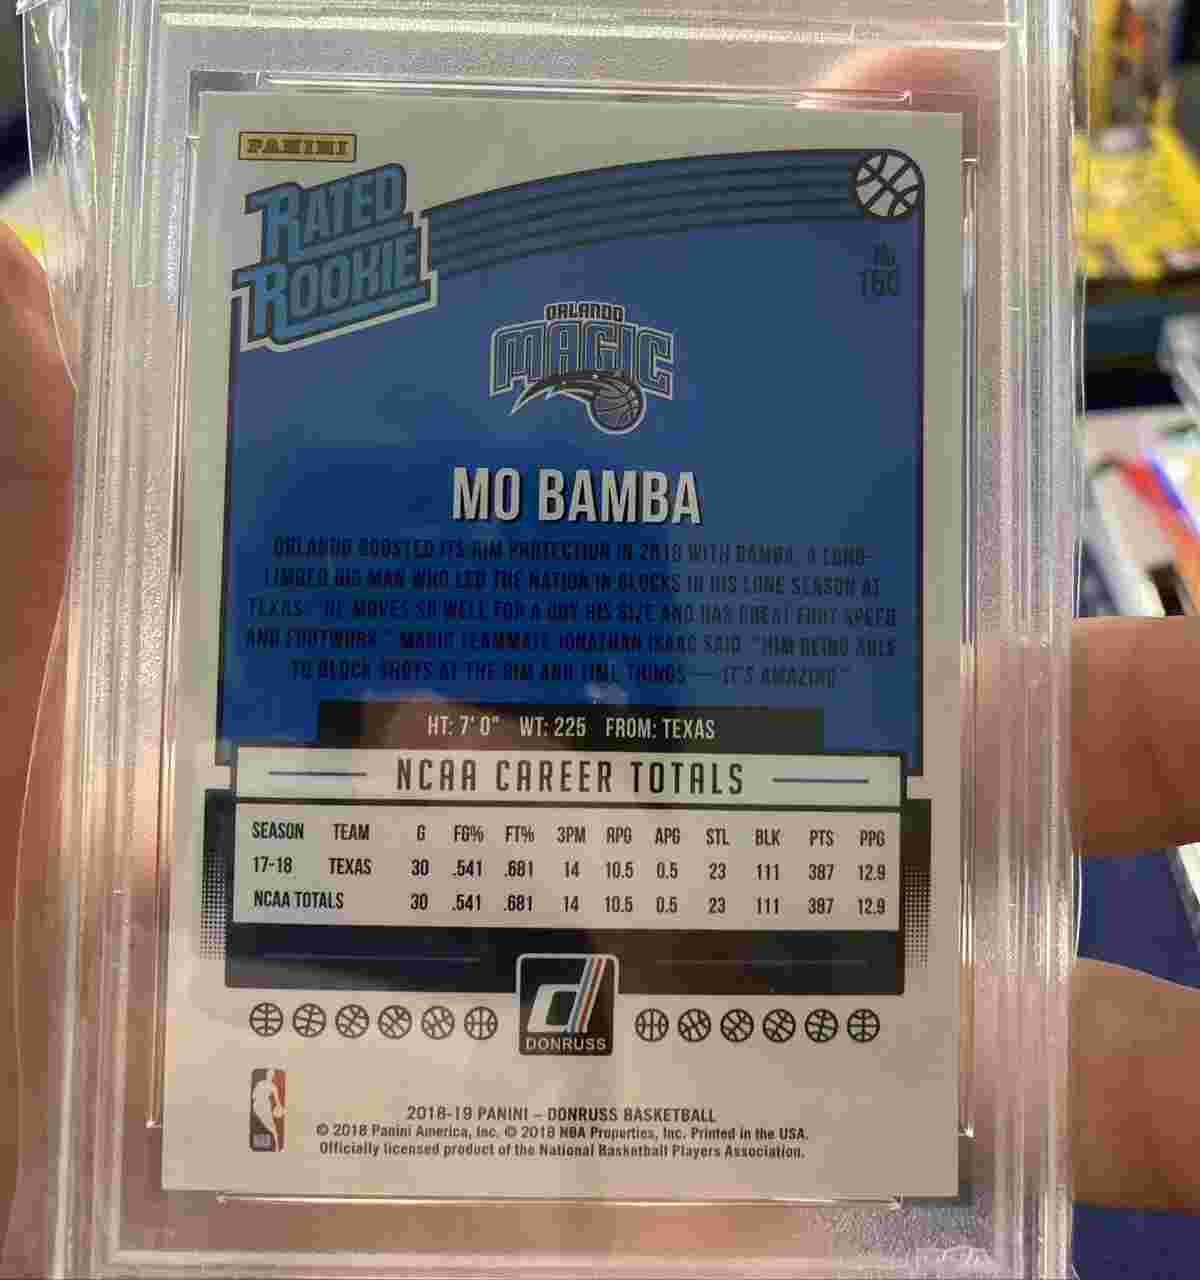 PANINI
RATED
ROOKIE
No
ORLANDO
MAGIC
MO BAMBA
ORLANDO BOOSTED ITS RIM PROTECTION IN 2018 WITH BAMBA, A LONG-
LIMBED BIG MAN WHO LED THE NATION IN BLOCKS IN HIS LONE SEASON AT
TEXAS. "HE MOVES SO WELL FOR A GUY HIS SIZE AND HAS GREAT FOOT SPEED
AND FOOTWORK," MAGIC TEAMMATE JONATHAN ISAAC SAID. "HIM BEING ABLE
TO BLOCK SHOTS AT THE RIM AND TIME THINGS — IT'S AMAZING"
HT: 7' 0" WT: 225 FROM: TEXAS
NCAA CAREER TOTALS
SEASON TEAM G FG% FT% 3PM RPG APG STL BLK PTS PPG
17-18 TEXAS 30 .541 .681 14 10.5 0.5 23 111 387 12.9
NCAA TOTALS 30 .541 .681 14 10.5 0.5 23 111 387 12.9
d
DONRUSS
NBA
2018-19 PANINI – DONRUSS BASKETBALL
© 2018 Panini America, Inc. © 2018 NBA Properties, Inc. Printed in the USA.
Officially licensed product of the National Basketball Players Association.